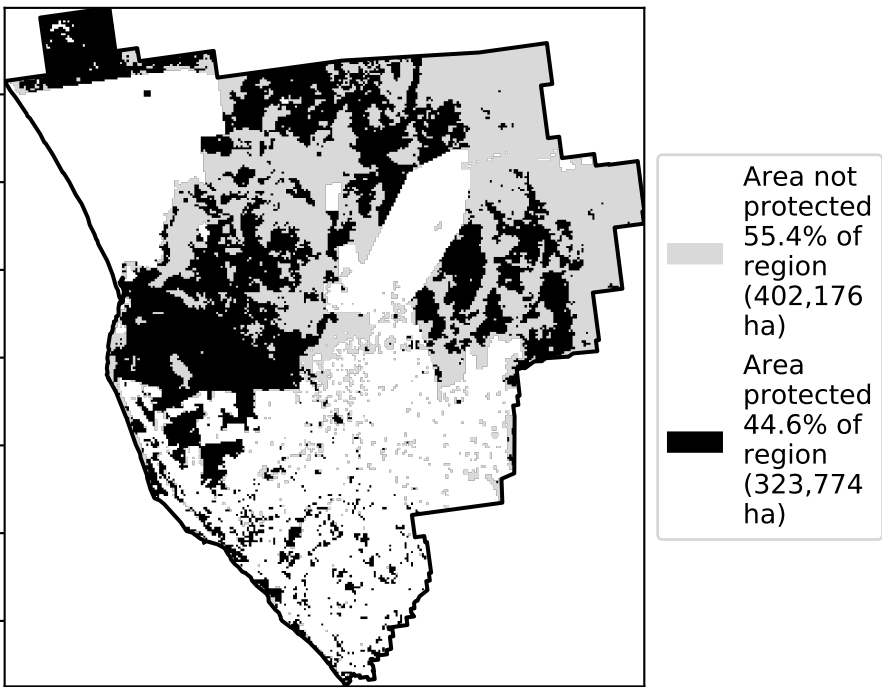 Area not
protected
55.4% of
region
(402,176
ha)
Area
protected
44.6% of
region
(323,774
ha)